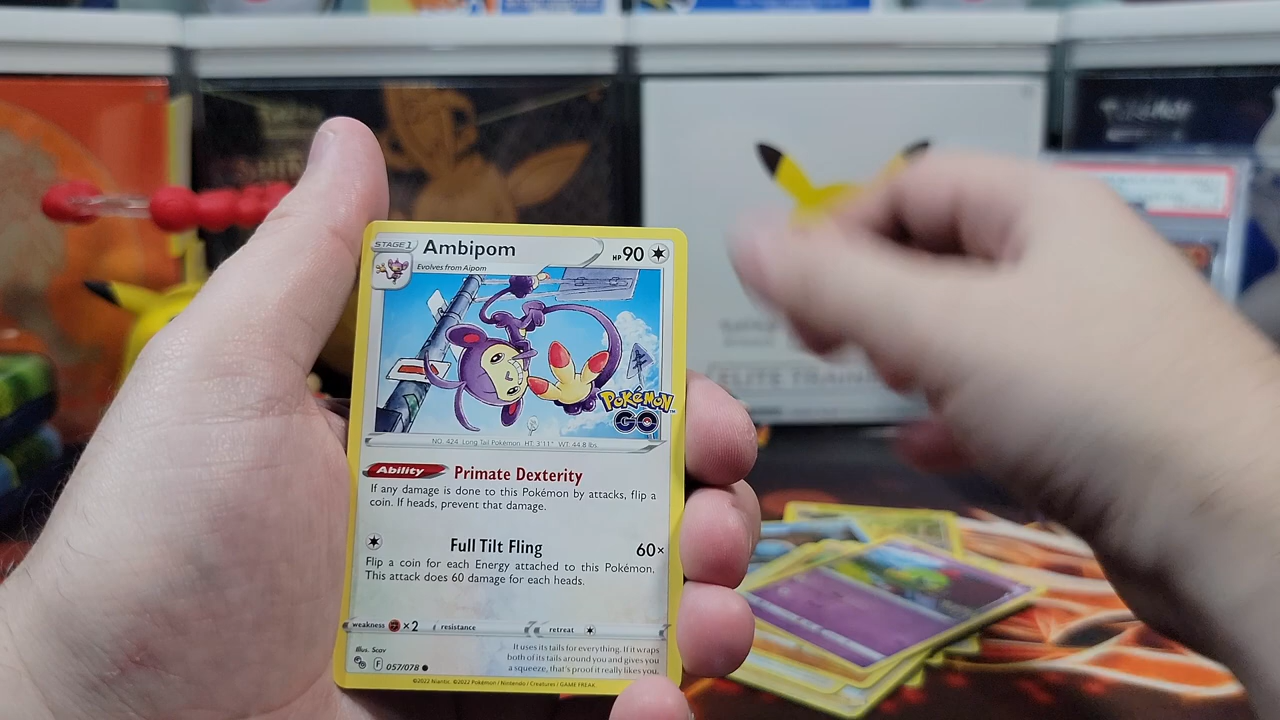 STAGE 1
Ambipom
HP 90
Evolves from Aipom
Pokémon
GO
NO. 424 Long Tail Pokémon HT: 3'11" WT: 44.8 lbs.
Ability
Primate Dexterity
If any damage is done to this Pokémon by attacks, flip a
coin. If heads, prevent that damage.
Full Tilt Fling
60×
Flip a coin for each Energy attached to this Pokémon.
This attack does 60 damage for each heads.
weakness ×2 resistance retreat
Illus. Scav
It uses its tails for everything. If it wraps
both of its tails around you and gives you
a squeeze, that's proof it really likes you.
F 057/078
©2022 Niantic ©2022 Pokémon / Nintendo / Creatures / GAME FREAK
ELITE TRAINE